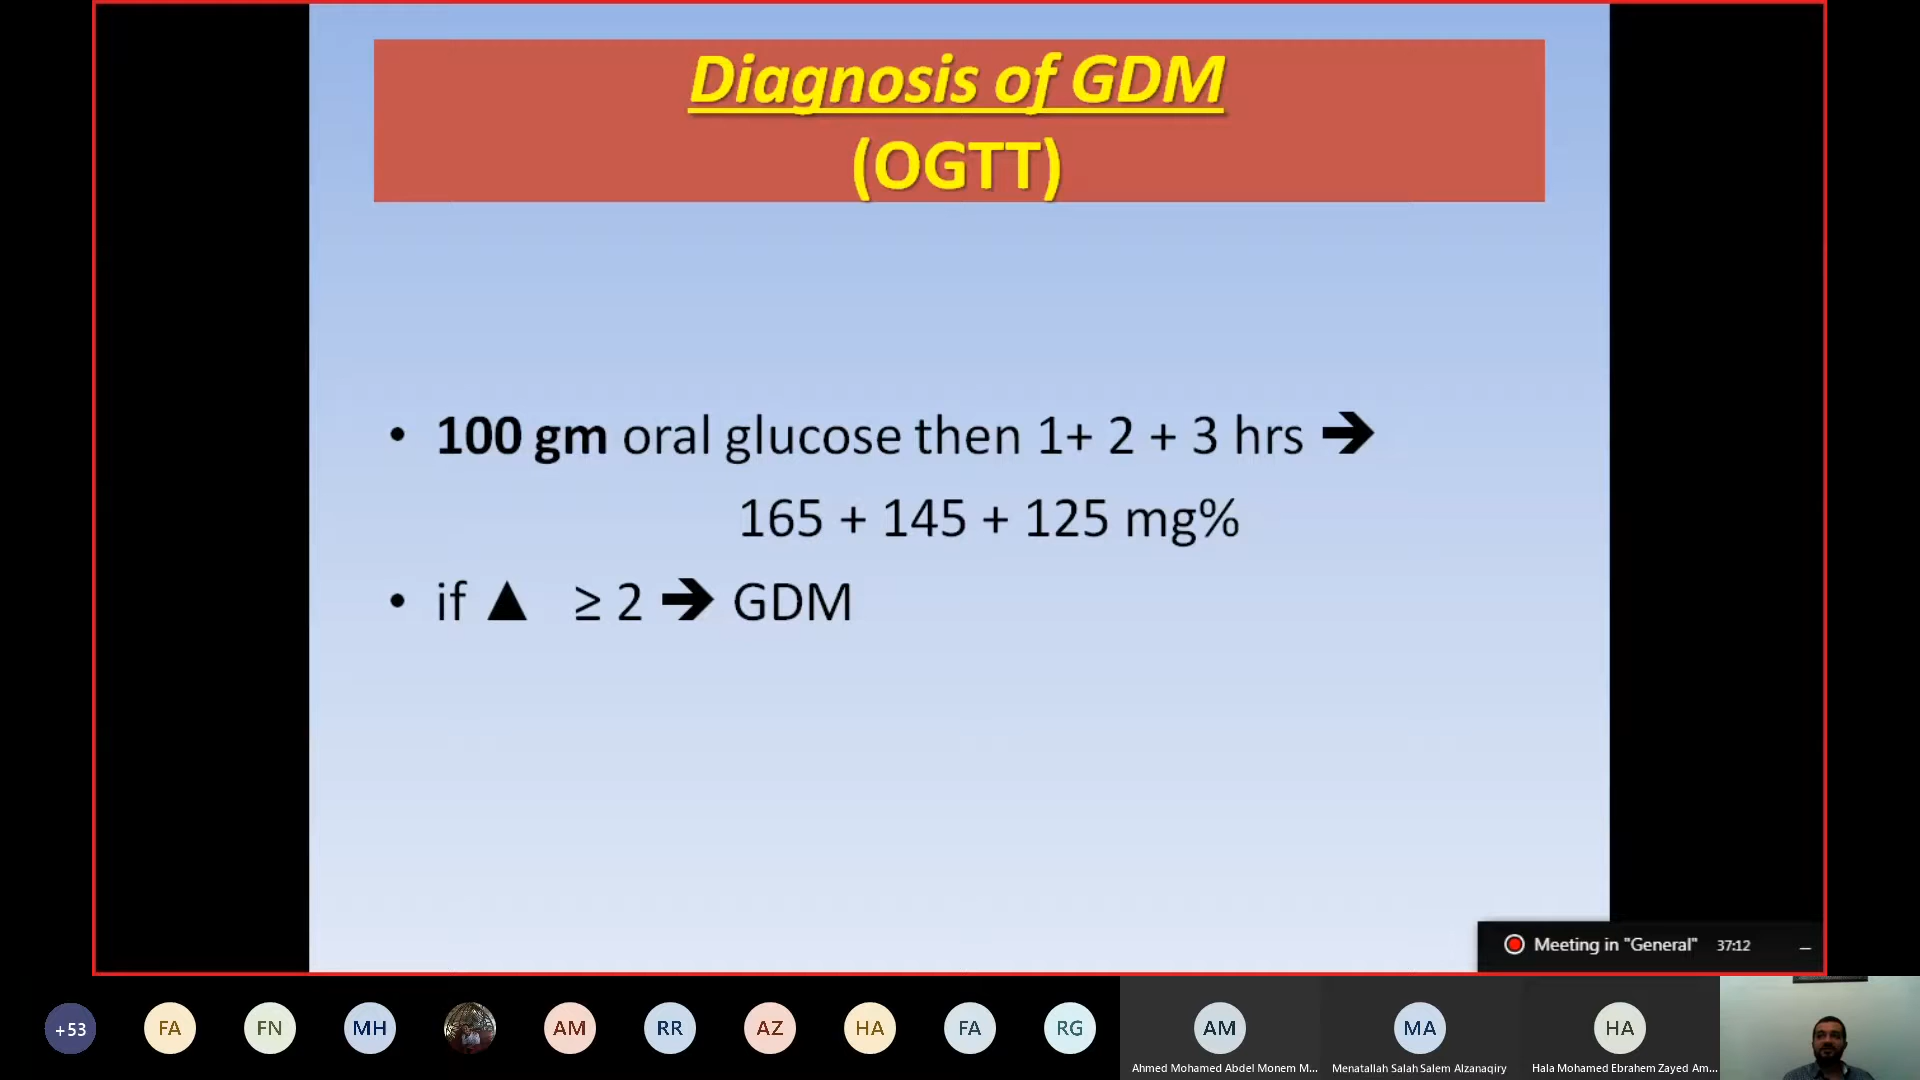 Diagnosis of GDM
(OGTT)
• 100 gm oral glucose then 1+ 2 + 3 hrs 🡲
165 + 145 + 125 mg%
• if ▲ ≥ 2 🡲 GDM
Meeting in "General" 37:12
+53
FA
FN
MH
AM
RR
AZ
HA
FA
RG
AM
MA
HA
Ahmed Mohamed Abdel Monem M...
Menatallah Salah Salem Alzanaqiry
Hala Mohamed Ebrahem Zayed Am...